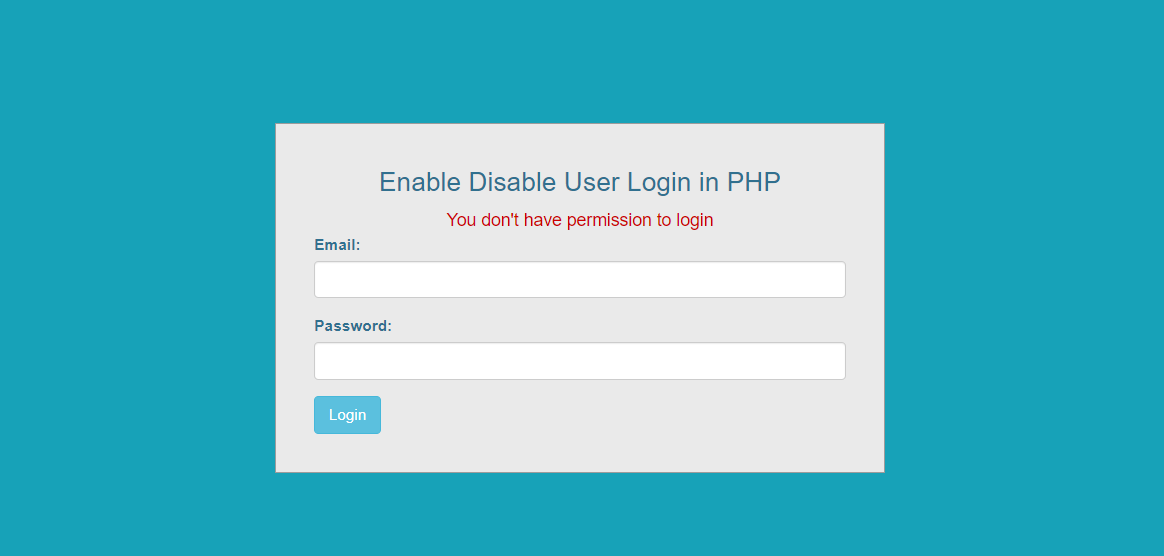 Enable Disable User Login in PHP
You don't have permission to login
Email:
Password:
Login